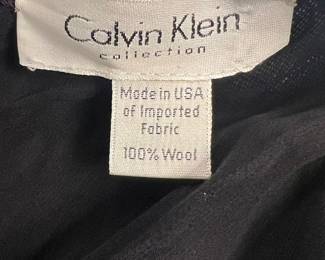 Calvin Klein
collection
Made in USA
of Imported
Fabric
100% Wool